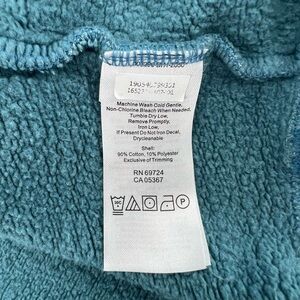 Machine Wash Cold Gentle,
Non-Chlorine Bleach When Needed,
Tumble Dry Low,
Remove Promptly,
Iron Low,
If Present Do Not Iron Decal,
Drycleanable
Shell:
90% Cotton, 10% Polyester
Exclusive of Trimming
RN 69724
CA 05367
P